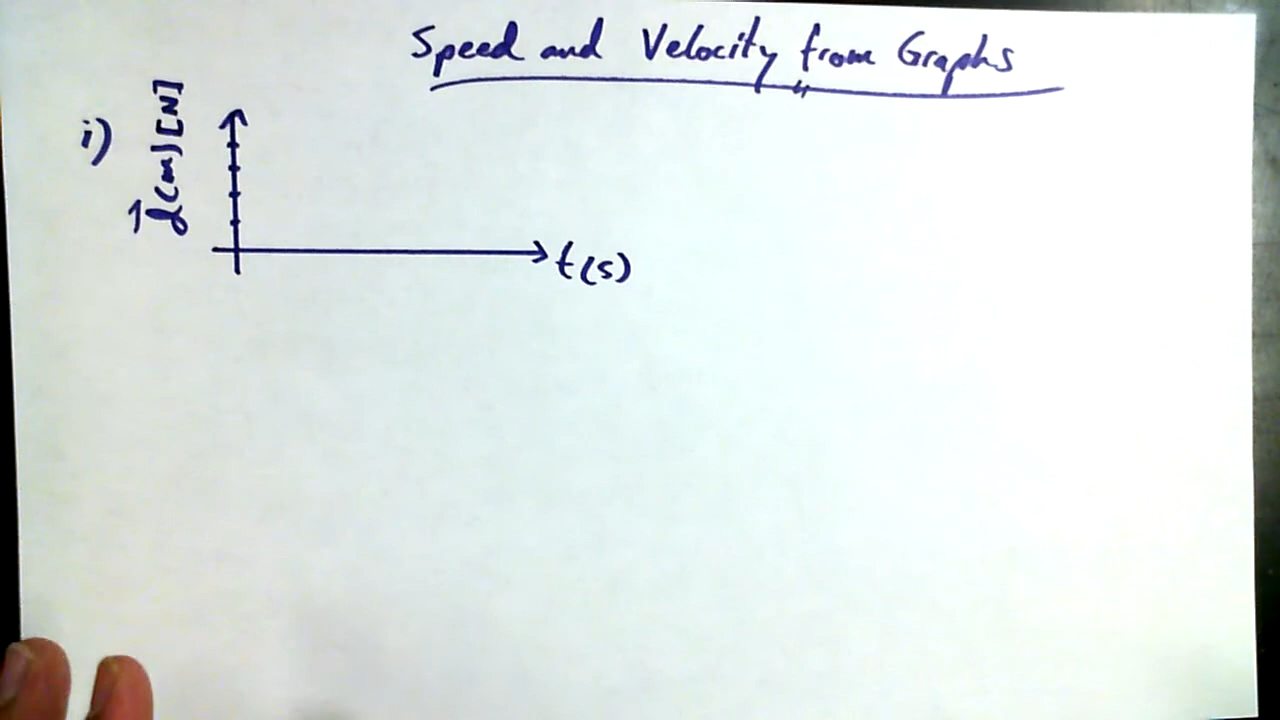 Speed and Velocity from Graphs
i)
d⃗(m)[N]
t(s)